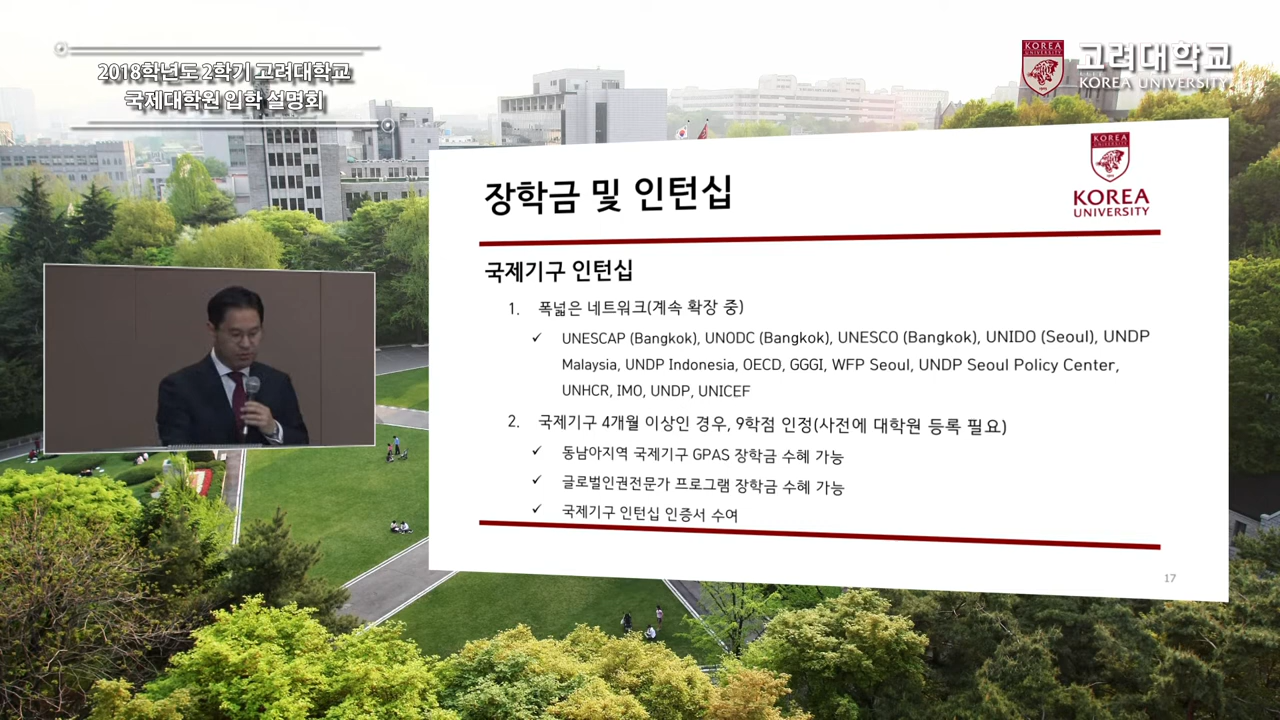 2018학년도 2학기 고려대학교
국제대학원 입학 설명회
KOREA
고려대학교
KOREA UNIVERSITY
KOREA
KOREA
UNIVERSITY
장학금 및 인턴십
국제기구 인턴십
1. 폭넓은 네트워크(계속 확장 중)
✓ UNESCAP (Bangkok), UNODC (Bangkok), UNESCO (Bangkok), UNIDO (Seoul), UNDP
Malaysia, UNDP Indonesia, OECD, GGGI, WFP Seoul, UNDP Seoul Policy Center,
UNHCR, IMO, UNDP, UNICEF
2. 국제기구 4개월 이상인 경우, 9학점 인정(사전에 대학원 등록 필요)
✓ 동남아지역 국제기구 GPAS 장학금 수혜 가능
✓ 글로벌인권전문가 프로그램 장학금 수혜 가능
✓ 국제기구 인턴십 인증서 수여
17